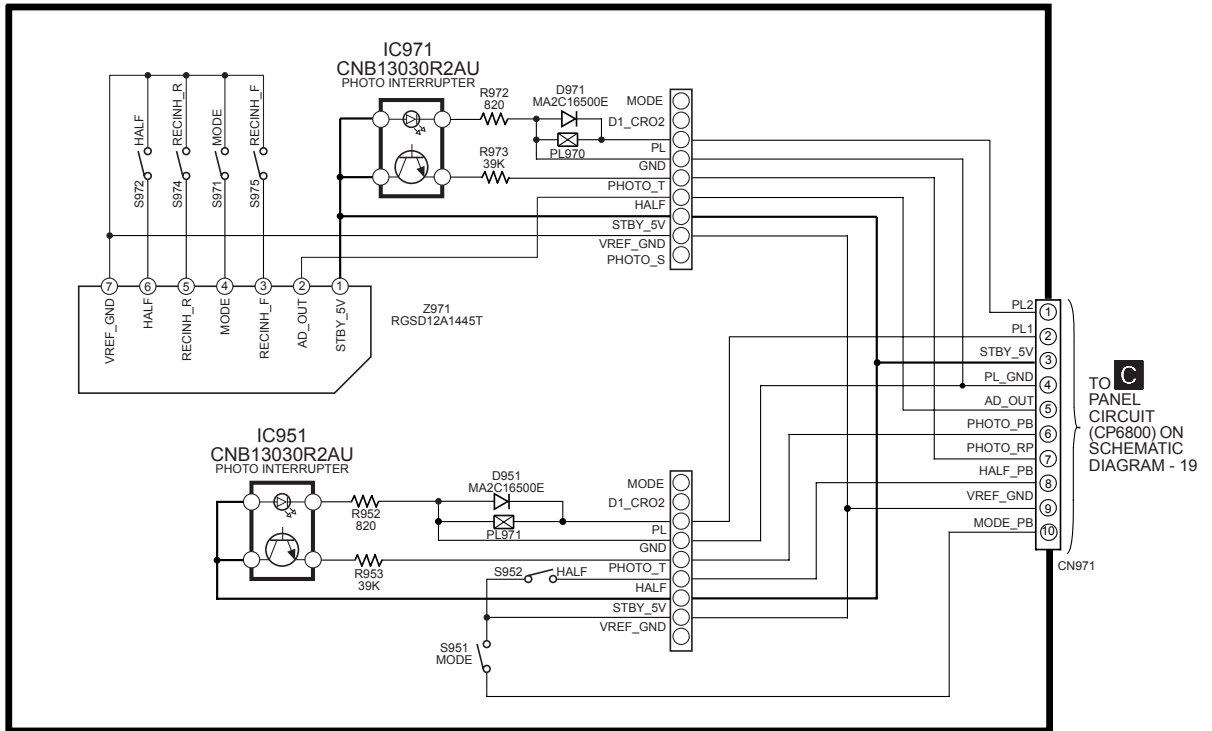 IC971
CNB13030R2AU
PHOTO INTERRUPTER
R972
820
D971
MA2C16500E
PL970
R973
39K
HALF
RECINH_R
MODE
RECINH_F
S972
S974
S971
S975
MODE
D1_CRO2
PL
GND
PHOTO_T
HALF
STBY_5V
VREF_GND
PHOTO_S
7
6
5
4
3
2
1
VREF_GND
HALF
RECINH_R
MODE
RECINH_F
AD_OUT
STBY_5V
Z971
RGSD12A1445T
PL2 1
PL1 2
STBY_5V 3
PL_GND 4
AD_OUT 5
PHOTO_PB 6
PHOTO_RP 7
HALF_PB 8
VREF_GND 9
MODE_PB 10
CN971
TO C
PANEL
CIRCUIT
(CP6800) ON
SCHEMATIC
DIAGRAM - 19
IC951
CNB13030R2AU
PHOTO INTERRUPTER
R952
820
D951
MA2C16500E
PL971
R953
39K
S952 HALF
S951
MODE
MODE
D1_CRO2
PL
GND
PHOTO_T
HALF
STBY_5V
VREF_GND